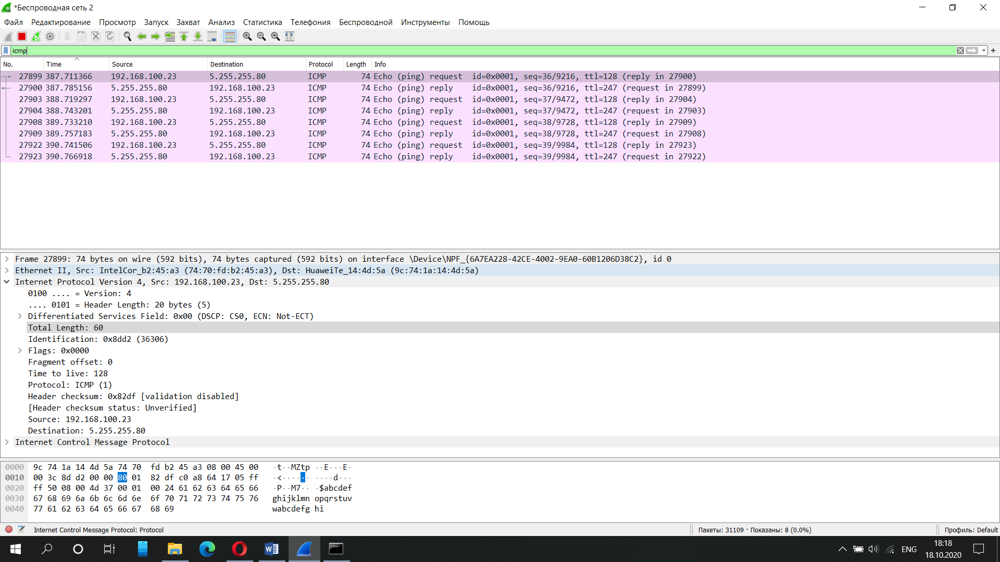 *Беспроводная сеть 2
Файл Редактирование Просмотр Запуск Захват Анализ Статистика Телефония Беспроводной Инструменты Помощь
icmp
No. Time Source Destination Protocol Length Info
27899 387.711366 192.168.100.23 5.255.255.80 ICMP 74 Echo (ping) request id=0x0001, seq=36/9216, ttl=128 (reply in 27900)
27900 387.785156 5.255.255.80 192.168.100.23 ICMP 74 Echo (ping) reply id=0x0001, seq=36/9216, ttl=247 (request in 27899)
27903 388.719297 192.168.100.23 5.255.255.80 ICMP 74 Echo (ping) request id=0x0001, seq=37/9472, ttl=128 (reply in 27904)
27904 388.743201 5.255.255.80 192.168.100.23 ICMP 74 Echo (ping) reply id=0x0001, seq=37/9472, ttl=247 (request in 27903)
27908 389.733210 192.168.100.23 5.255.255.80 ICMP 74 Echo (ping) request id=0x0001, seq=38/9728, ttl=128 (reply in 27909)
27909 389.757183 5.255.255.80 192.168.100.23 ICMP 74 Echo (ping) reply id=0x0001, seq=38/9728, ttl=247 (request in 27908)
27922 390.741506 192.168.100.23 5.255.255.80 ICMP 74 Echo (ping) request id=0x0001, seq=39/9984, ttl=128 (reply in 27923)
27923 390.766918 5.255.255.80 192.168.100.23 ICMP 74 Echo (ping) reply id=0x0001, seq=39/9984, ttl=247 (request in 27922)
Frame 27899: 74 bytes on wire (592 bits), 74 bytes captured (592 bits) on interface \Device\NPF_{6A7EA228-42CE-4002-9EA0-60B1206D38C2}, id 0
Ethernet II, Src: IntelCor_b2:45:a3 (74:70:fd:b2:45:a3), Dst: HuaweiTe_14:4d:5a (9c:74:1a:14:4d:5a)
Internet Protocol Version 4, Src: 192.168.100.23, Dst: 5.255.255.80
0100 .... = Version: 4
.... 0101 = Header Length: 20 bytes (5)
Differentiated Services Field: 0x00 (DSCP: CS0, ECN: Not-ECT)
Total Length: 60
Identification: 0x8dd2 (36306)
Flags: 0x0000
Fragment offset: 0
Time to live: 128
Protocol: ICMP (1)
Header checksum: 0x82df [validation disabled]
[Header checksum status: Unverified]
Source: 192.168.100.23
Destination: 5.255.255.80
Internet Control Message Protocol
0000 9c 74 1a 14 4d 5a 74 70 fd b2 45 a3 08 00 45 00 ·t··MZtp ··E···E·
0010 00 3c 8d d2 00 00 80 01 82 df c0 a8 64 17 05 ff ·<······ ····d···
0020 ff 50 08 00 4d 37 00 01 00 24 61 62 63 64 65 66 ·P··M7·· ·$abcdef
0030 67 68 69 6a 6b 6c 6d 6e 6f 70 71 72 73 74 75 76 ghijklmn opqrstuv
0040 77 61 62 63 64 65 66 67 68 69 wabcdefg hi
Internet Control Message Protocol: Protocol Пакеты: 31109 · Показаны: 8 (0.0%) Профиль: Default
ENG 18:18
18.10.2020